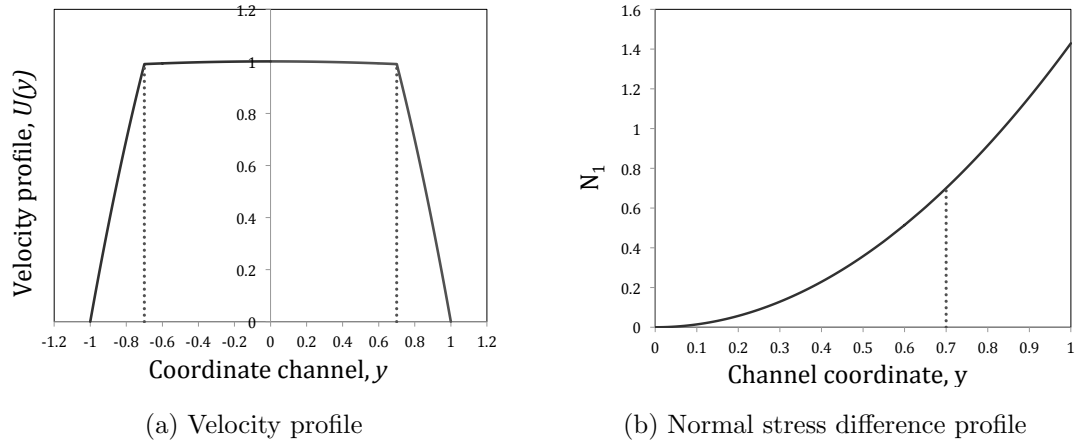 1.2
1
0.8
0.6
0.4
0.2
0
-1.2 -1 -0.8 -0.6 -0.4 -0.2 0 0.2 0.4 0.6 0.8 1 1.2
Velocity profile, U(y)
Coordinate channel, y
(a) Velocity profile
1.6
1.4
1.2
1
0.8
0.6
0.4
0.2
0
0 0.1 0.2 0.3 0.4 0.5 0.6 0.7 0.8 0.9 1
N1
Channel coordinate, y
(b) Normal stress difference profile